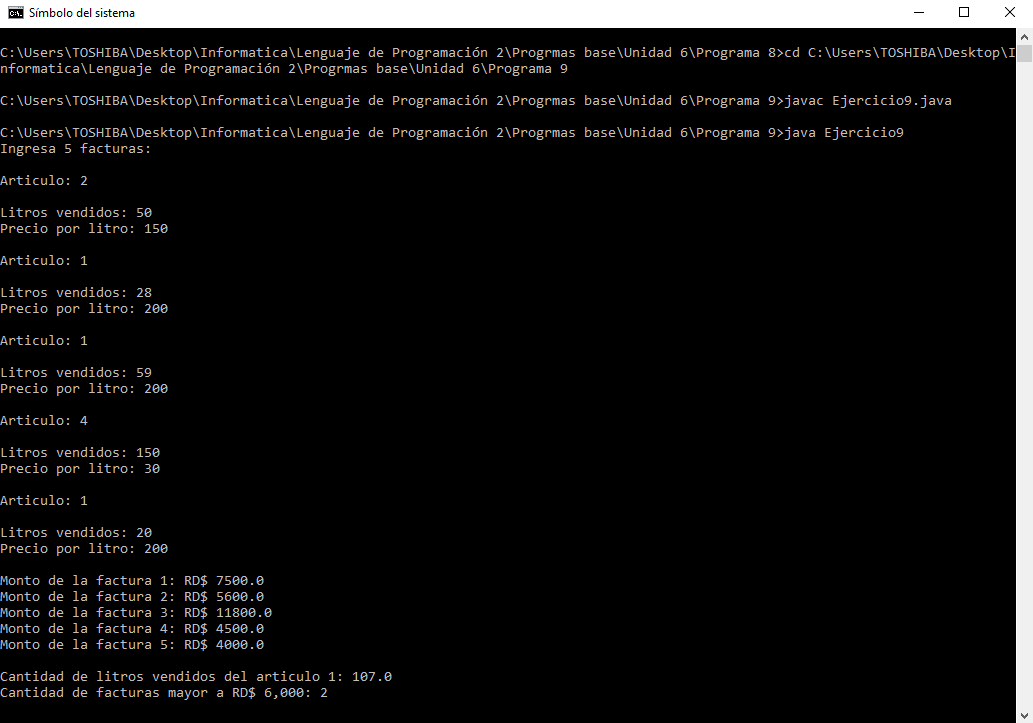 Símbolo del sistema
C:\Users\TOSHIBA\Desktop\Informatica\Lenguaje de Programación 2\Progrmas base\Unidad 6\Programa 8>cd C:\Users\TOSHIBA\Desktop\I
nformatica\Lenguaje de Programación 2\Progrmas base\Unidad 6\Programa 9
C:\Users\TOSHIBA\Desktop\Informatica\Lenguaje de Programación 2\Progrmas base\Unidad 6\Programa 9>javac Ejercicio9.java
C:\Users\TOSHIBA\Desktop\Informatica\Lenguaje de Programación 2\Progrmas base\Unidad 6\Programa 9>java Ejercicio9
Ingresa 5 facturas:
Articulo: 2
Litros vendidos: 50
Precio por litro: 150
Articulo: 1
Litros vendidos: 28
Precio por litro: 200
Articulo: 1
Litros vendidos: 59
Precio por litro: 200
Articulo: 4
Litros vendidos: 150
Precio por litro: 30
Articulo: 1
Litros vendidos: 20
Precio por litro: 200
Monto de la factura 1: RD$ 7500.0
Monto de la factura 2: RD$ 5600.0
Monto de la factura 3: RD$ 11800.0
Monto de la factura 4: RD$ 4500.0
Monto de la factura 5: RD$ 4000.0
Cantidad de litros vendidos del articulo 1: 107.0
Cantidad de facturas mayor a RD$ 6,000: 2